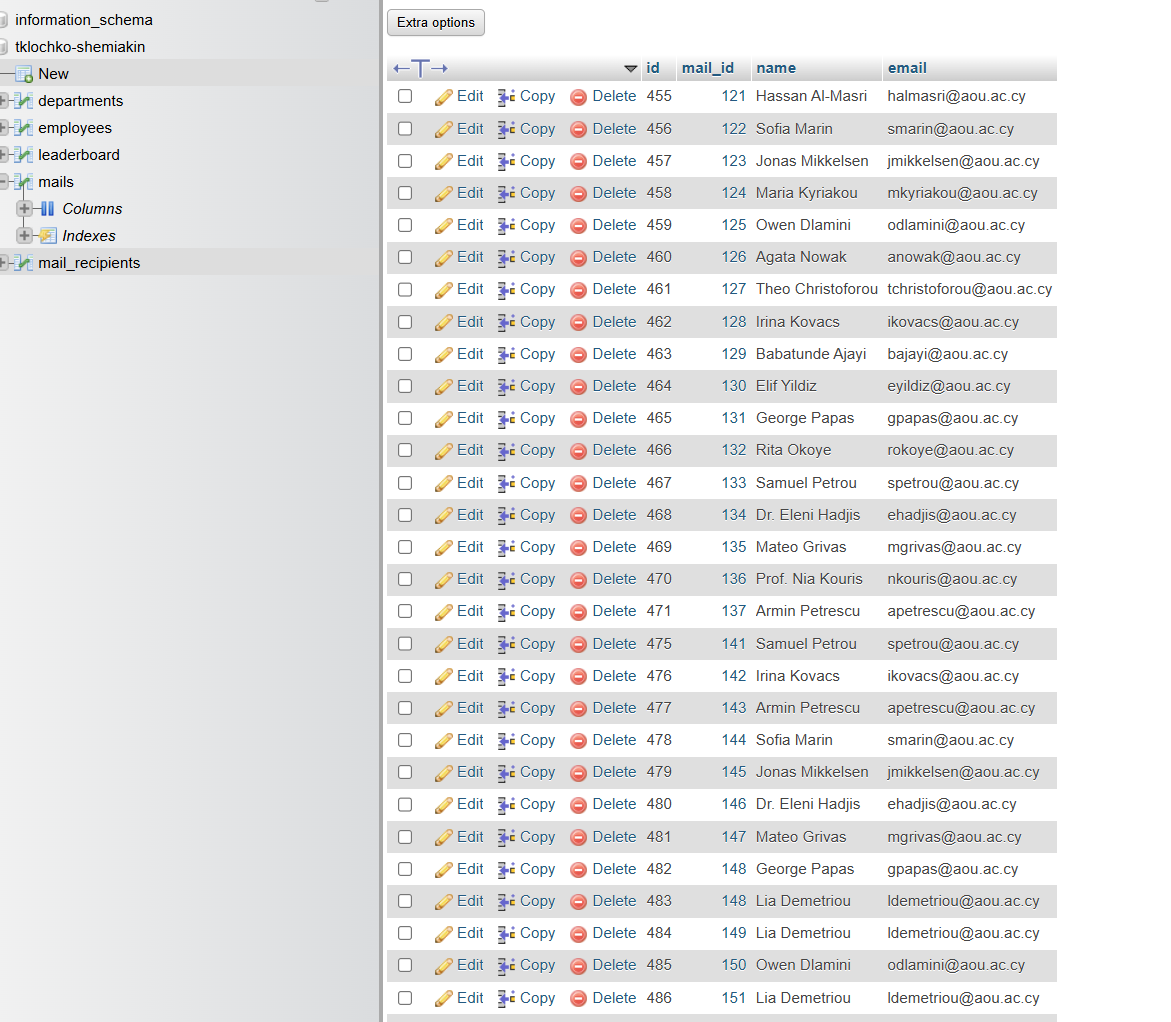 information_schema
tklochko-shemiakin
New
departments
employees
leaderboard
mails
Columns
Indexes
mail_recipients
Extra options
id mail_id name email
Edit Copy Delete 455 121 Hassan Al-Masri halmasri@aou.ac.cy
Edit Copy Delete 456 122 Sofia Marin smarin@aou.ac.cy
Edit Copy Delete 457 123 Jonas Mikkelsen jmikkelsen@aou.ac.cy
Edit Copy Delete 458 124 Maria Kyriakou mkyriakou@aou.ac.cy
Edit Copy Delete 459 125 Owen Dlamini odlamini@aou.ac.cy
Edit Copy Delete 460 126 Agata Nowak anowak@aou.ac.cy
Edit Copy Delete 461 127 Theo Christoforou tchristoforou@aou.ac.cy
Edit Copy Delete 462 128 Irina Kovacs ikovacs@aou.ac.cy
Edit Copy Delete 463 129 Babatunde Ajayi bajayi@aou.ac.cy
Edit Copy Delete 464 130 Elif Yildiz eyildiz@aou.ac.cy
Edit Copy Delete 465 131 George Papas gpapas@aou.ac.cy
Edit Copy Delete 466 132 Rita Okoye rokoye@aou.ac.cy
Edit Copy Delete 467 133 Samuel Petrou spetrou@aou.ac.cy
Edit Copy Delete 468 134 Dr. Eleni Hadjis ehadjis@aou.ac.cy
Edit Copy Delete 469 135 Mateo Grivas mgrivas@aou.ac.cy
Edit Copy Delete 470 136 Prof. Nia Kouris nkouris@aou.ac.cy
Edit Copy Delete 471 137 Armin Petrescu apetrescu@aou.ac.cy
Edit Copy Delete 475 141 Samuel Petrou spetrou@aou.ac.cy
Edit Copy Delete 476 142 Irina Kovacs ikovacs@aou.ac.cy
Edit Copy Delete 477 143 Armin Petrescu apetrescu@aou.ac.cy
Edit Copy Delete 478 144 Sofia Marin smarin@aou.ac.cy
Edit Copy Delete 479 145 Jonas Mikkelsen jmikkelsen@aou.ac.cy
Edit Copy Delete 480 146 Dr. Eleni Hadjis ehadjis@aou.ac.cy
Edit Copy Delete 481 147 Mateo Grivas mgrivas@aou.ac.cy
Edit Copy Delete 482 148 George Papas gpapas@aou.ac.cy
Edit Copy Delete 483 148 Lia Demetriou ldemetriou@aou.ac.cy
Edit Copy Delete 484 149 Lia Demetriou ldemetriou@aou.ac.cy
Edit Copy Delete 485 150 Owen Dlamini odlamini@aou.ac.cy
Edit Copy Delete 486 151 Lia Demetriou ldemetriou@aou.ac.cy